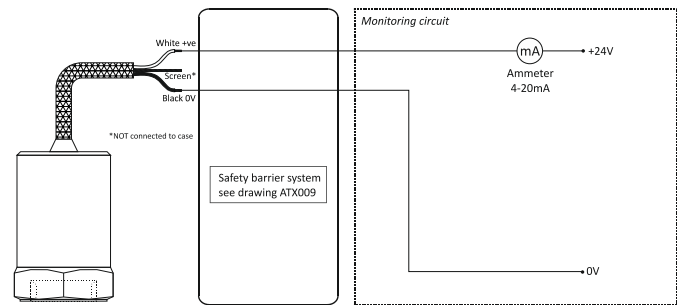 Monitoring circuit
White +ve
mA
+24V
Screen*
Ammeter
4-20mA
Black 0V
*NOT connected to case
Safety barrier system
see drawing ATX009
0V